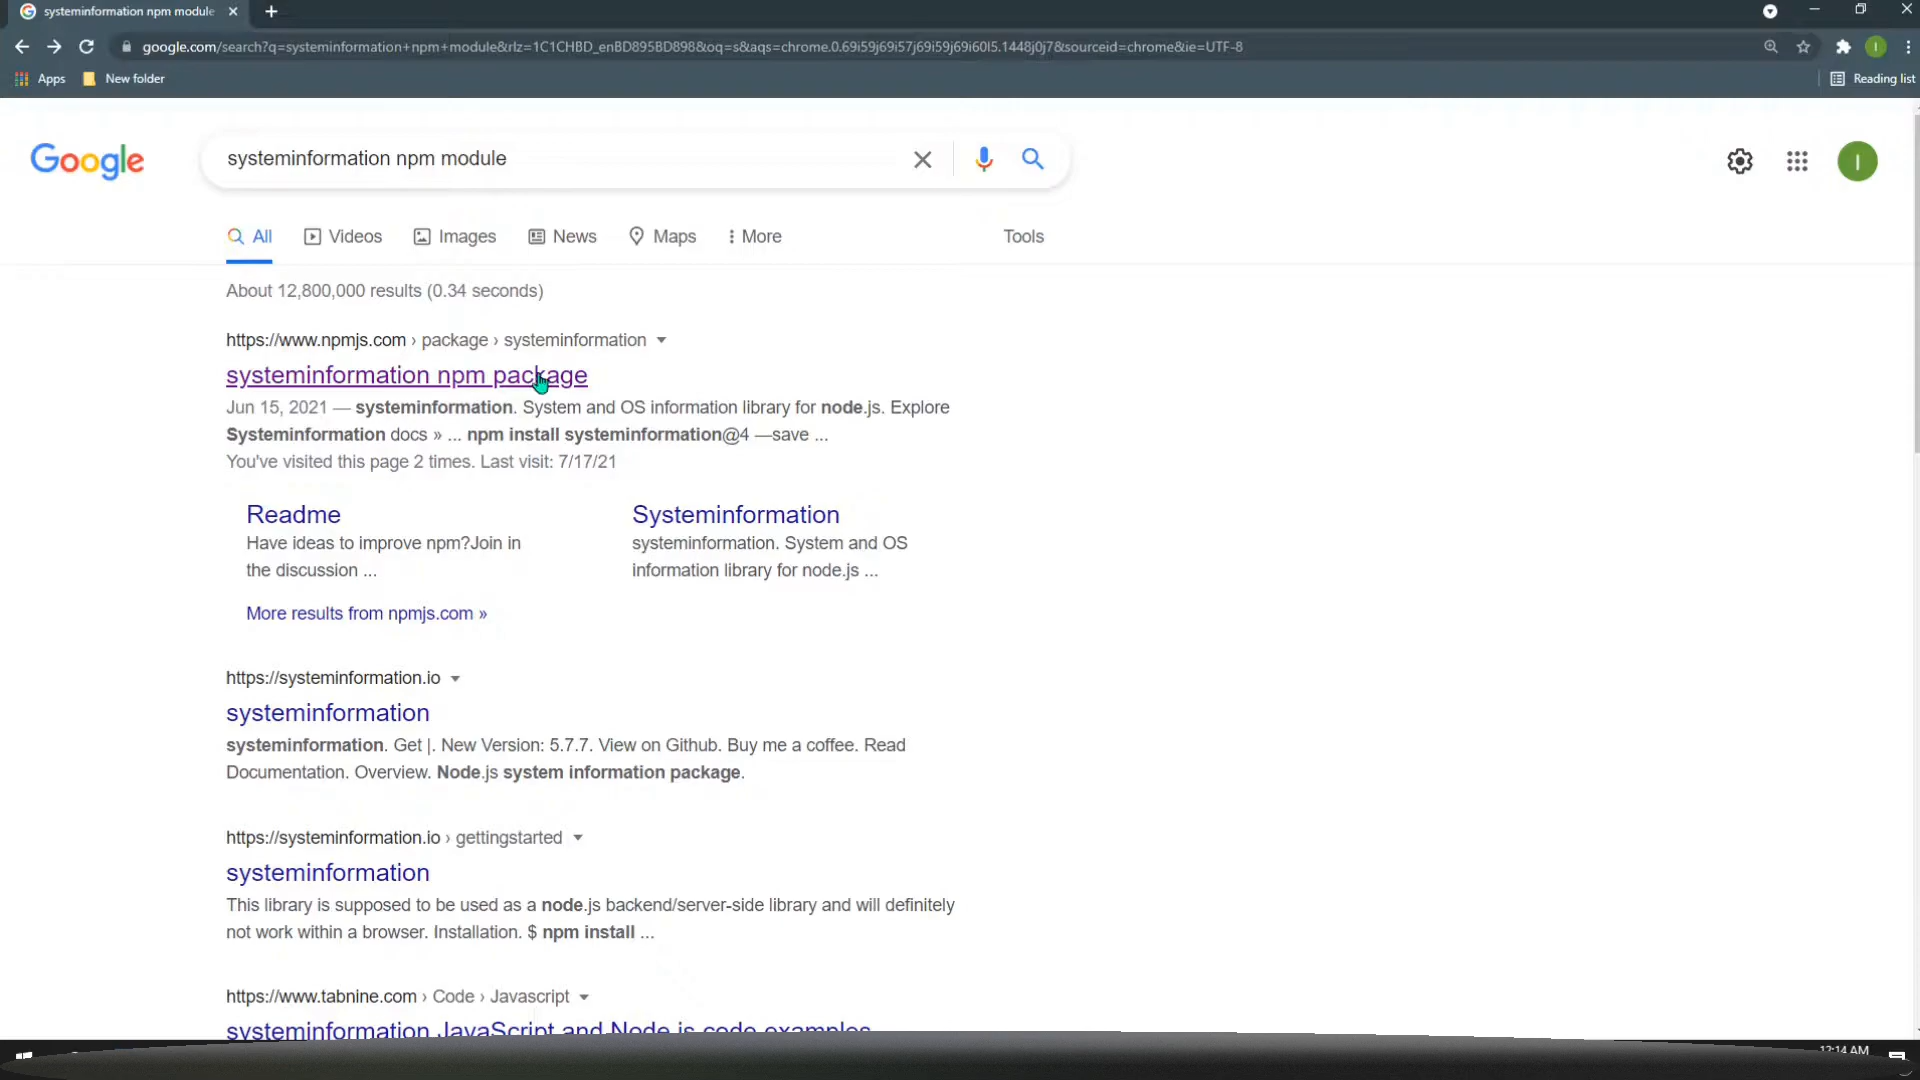 systeminformation npm module
google.com/search?q=systeminformation+npm+module&rlz=1C1CHBD_enBD895BD898&oq=s&aqs=chrome.0.69i59j69i57j69i59j69i60l5.1448j0j7&sourceid=chrome&ie=UTF-8
I
Apps
New folder
Reading list
Google
systeminformation npm module
I
All
Videos
Images
News
Maps
More
Tools
About 12,800,000 results (0.34 seconds)
https://www.npmjs.com › package › systeminformation
systeminformation npm package
Jun 15, 2021 — systeminformation. System and OS information library for node.js. Explore
Systeminformation docs » ... npm install systeminformation@4 —save ...
You've visited this page 2 times. Last visit: 7/17/21
Readme
Systeminformation
Have ideas to improve npm?Join in
the discussion ...
systeminformation. System and OS
information library for node.js ...
More results from npmjs.com »
https://systeminformation.io
systeminformation
systeminformation. Get |. New Version: 5.7.7. View on Github. Buy me a coffee. Read
Documentation. Overview. Node.js system information package.
https://systeminformation.io › gettingstarted
systeminformation
This library is supposed to be used as a node.js backend/server-side library and will definitely
not work within a browser. Installation. $ npm install ...
https://www.tabnine.com › Code › Javascript
systeminformation JavaScript and Node.js code examples
12:14 AM